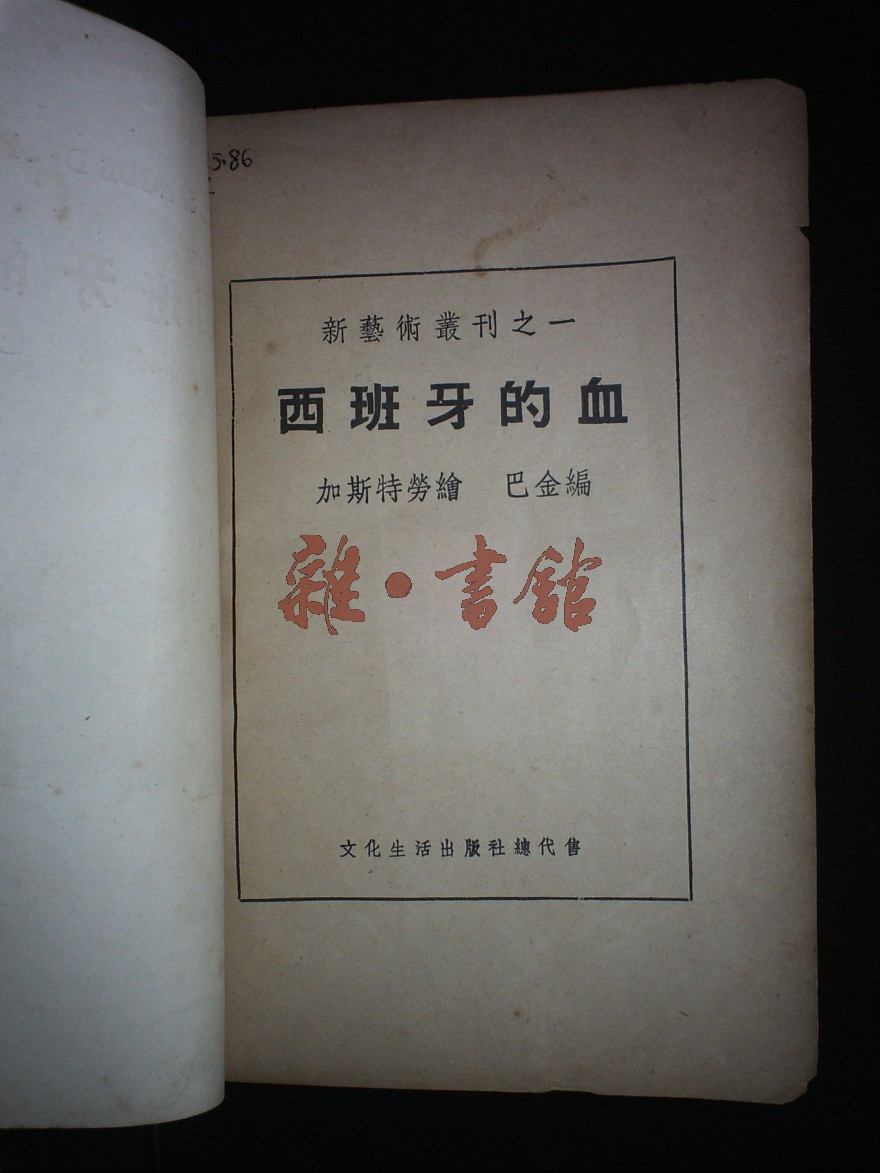 5·86
新藝術叢刊之一
西班牙的血
加斯特勞繪 巴金編
雜·書館
文化生活出版社總代售